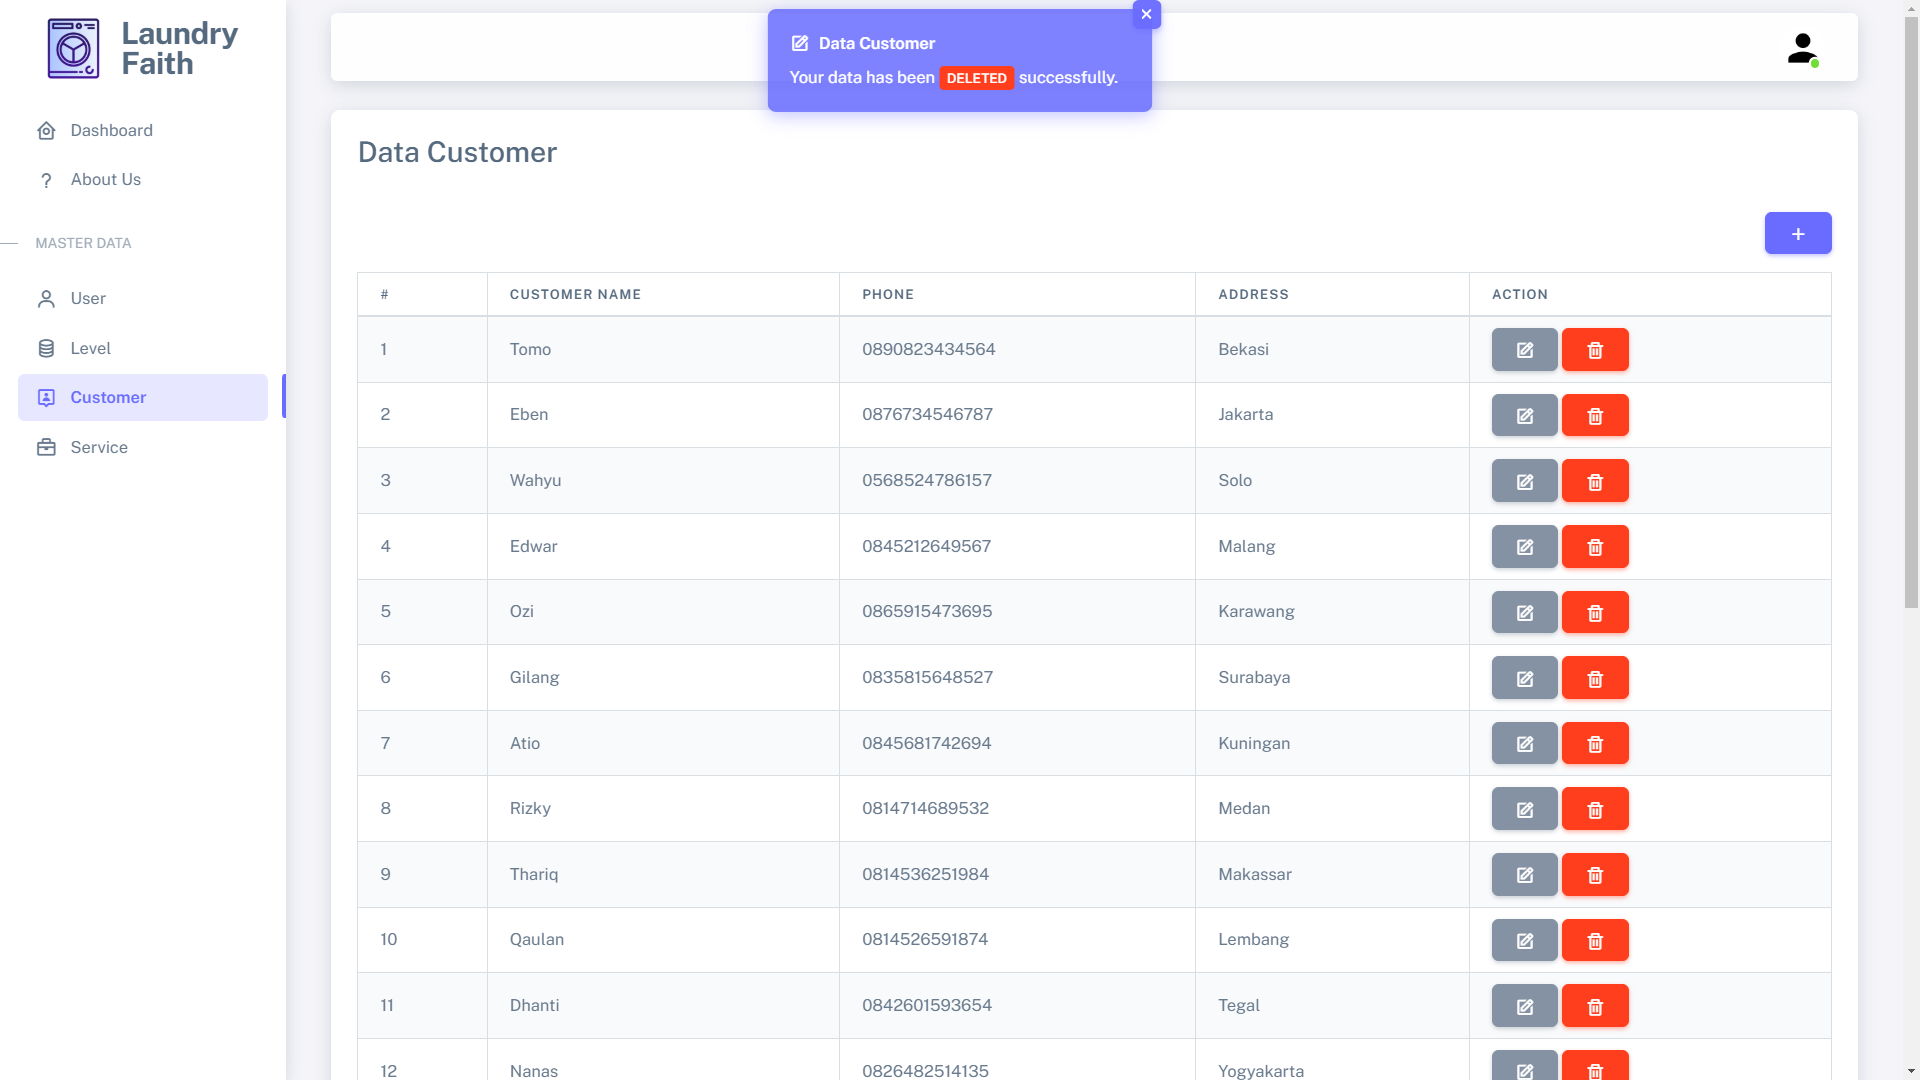 Laundry
Faith
Dashboard
About Us
MASTER DATA
User
Level
Customer
Service
Data Customer
Your data has been DELETED successfully.
Data Customer
+
# CUSTOMER NAME PHONE ADDRESS ACTION
1 Tomo 0890823434564 Bekasi
2 Eben 0876734546787 Jakarta
3 Wahyu 0568524786157 Solo
4 Edwar 0845212649567 Malang
5 Ozi 0865915473695 Karawang
6 Gilang 0835815648527 Surabaya
7 Atio 0845681742694 Kuningan
8 Rizky 0814714689532 Medan
9 Thariq 0814536251984 Makassar
10 Qaulan 0814526591874 Lembang
11 Dhanti 0842601593654 Tegal
12 Nanas 0826482514135 Yogyakarta